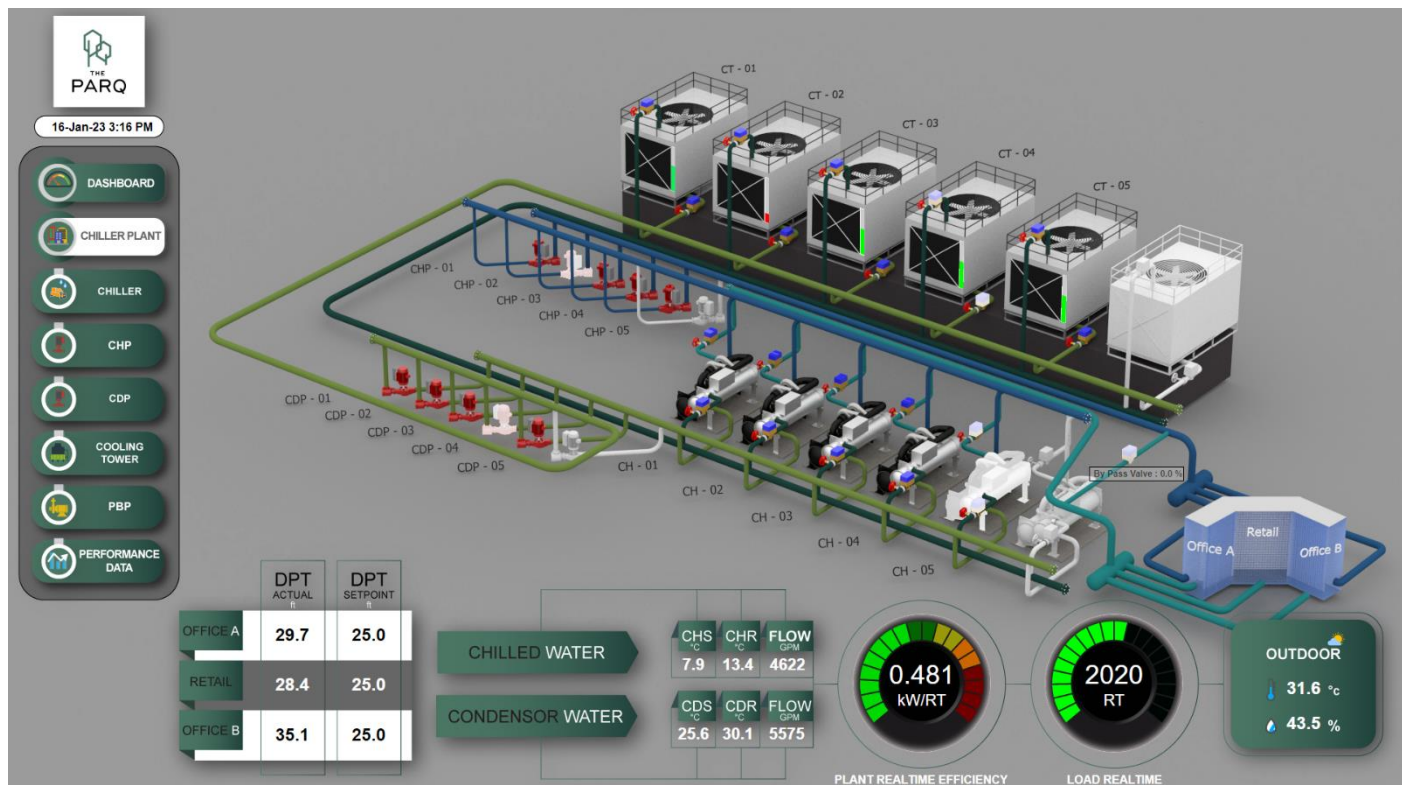 THE
PARQ
16-Jan-23 3:16 PM
DASHBOARD
CHILLER PLANT
CHILLER
CHP
CDP
COOLING
TOWER
PBP
PERFORMANCE
DATA
CT - 01
CT - 02
CT - 03
CT - 04
CT - 05
CHP - 01
CHP - 02
CHP - 03
CHP - 04
CHP - 05
CDP - 01
CDP - 02
CDP - 03
CDP - 04
CDP - 05
CH - 01
CH - 02
CH - 03
CH - 04
CH - 05
By Pass Valve : 0.0 %
Office A
Retail
Office B
DPT DPT
ACTUAL SETPOINT
ft ft
OFFICE A 29.7 25.0
RETAIL 28.4 25.0
OFFICE B 35.1 25.0
CHILLED WATER
CHS CHR FLOW
°C °C GPM
7.9 13.4 4622
CONDENSOR WATER
CDS CDR FLOW
°C °C GPM
25.6 30.1 5575
0.481
kW/RT
PLANT REALTIME EFFICIENCY
2020
RT
LOAD REALTIME
OUTDOOR
31.6 °c
43.5 %